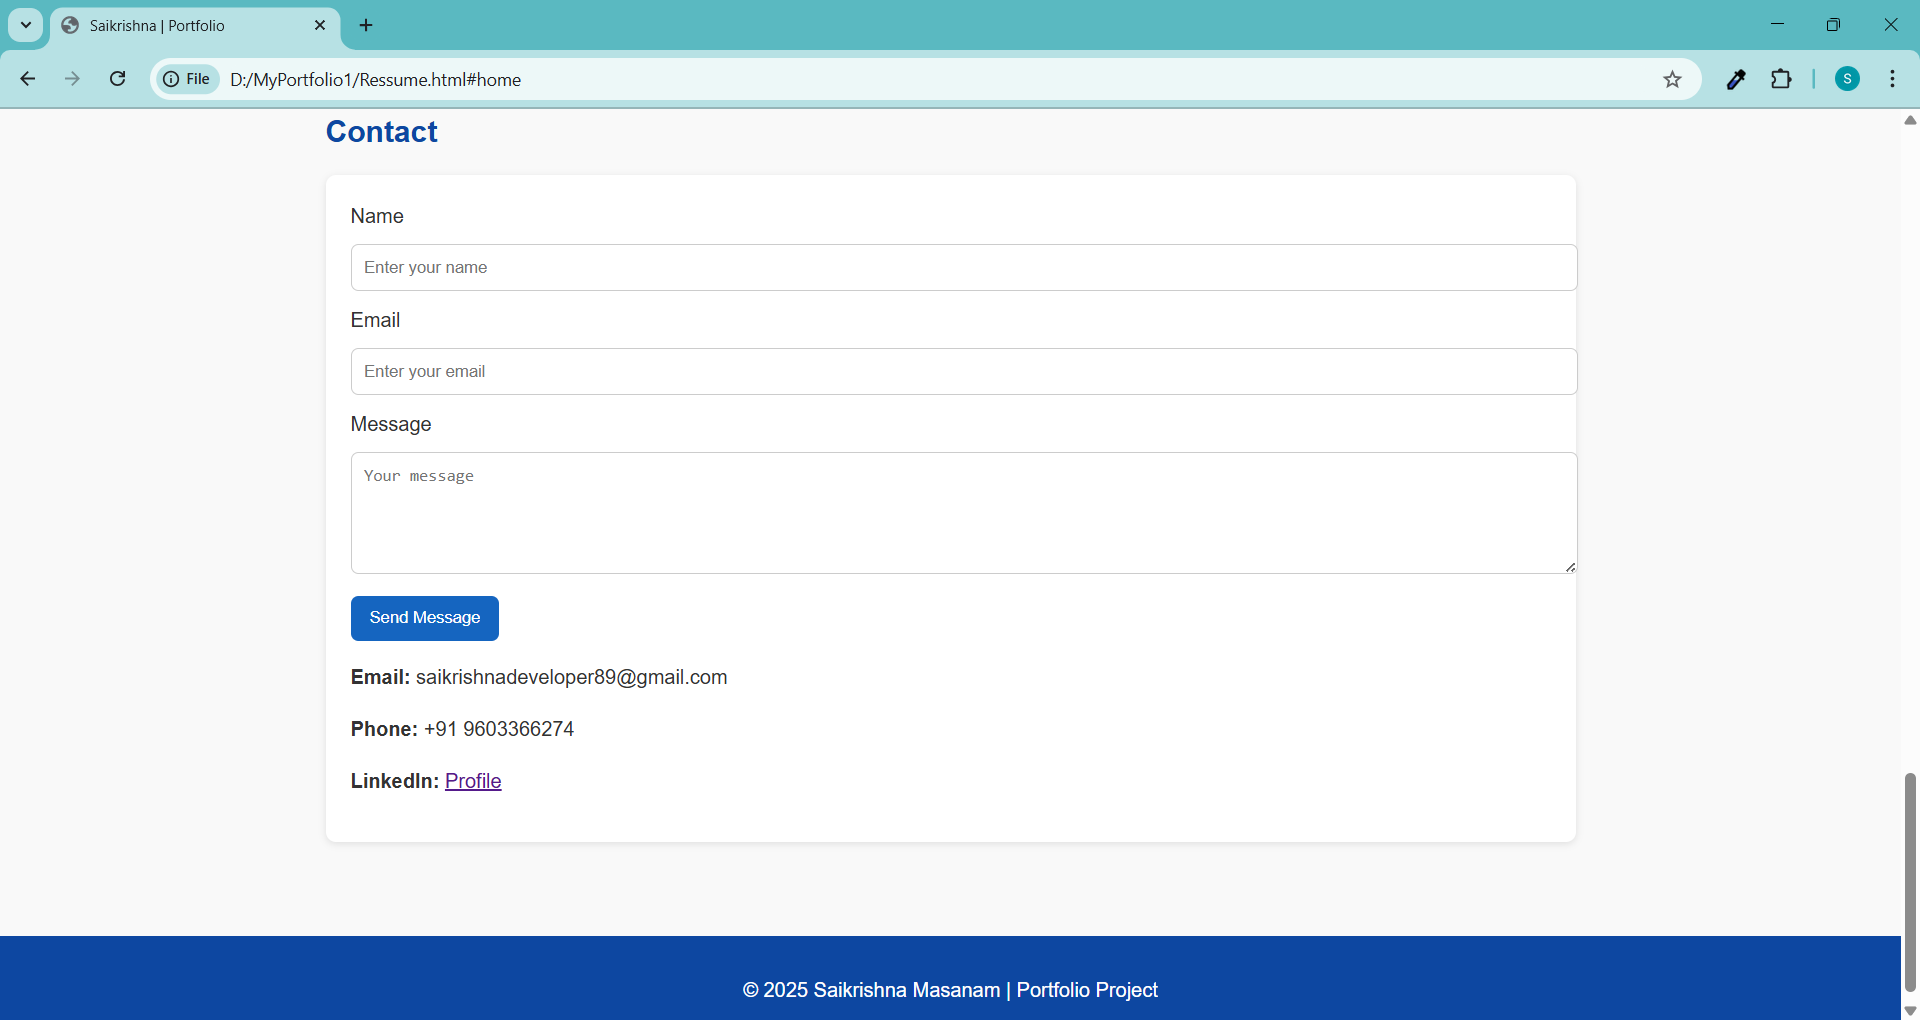 Saikrishna | Portfolio
File D:/MyPortfolio1/Ressume.html#home
S
Contact
Name
Enter your name
Email
Enter your email
Message
Your message
Send Message
Email: saikrishnadeveloper89@gmail.com
Phone: +91 9603366274
LinkedIn: Profile
© 2025 Saikrishna Masanam | Portfolio Project